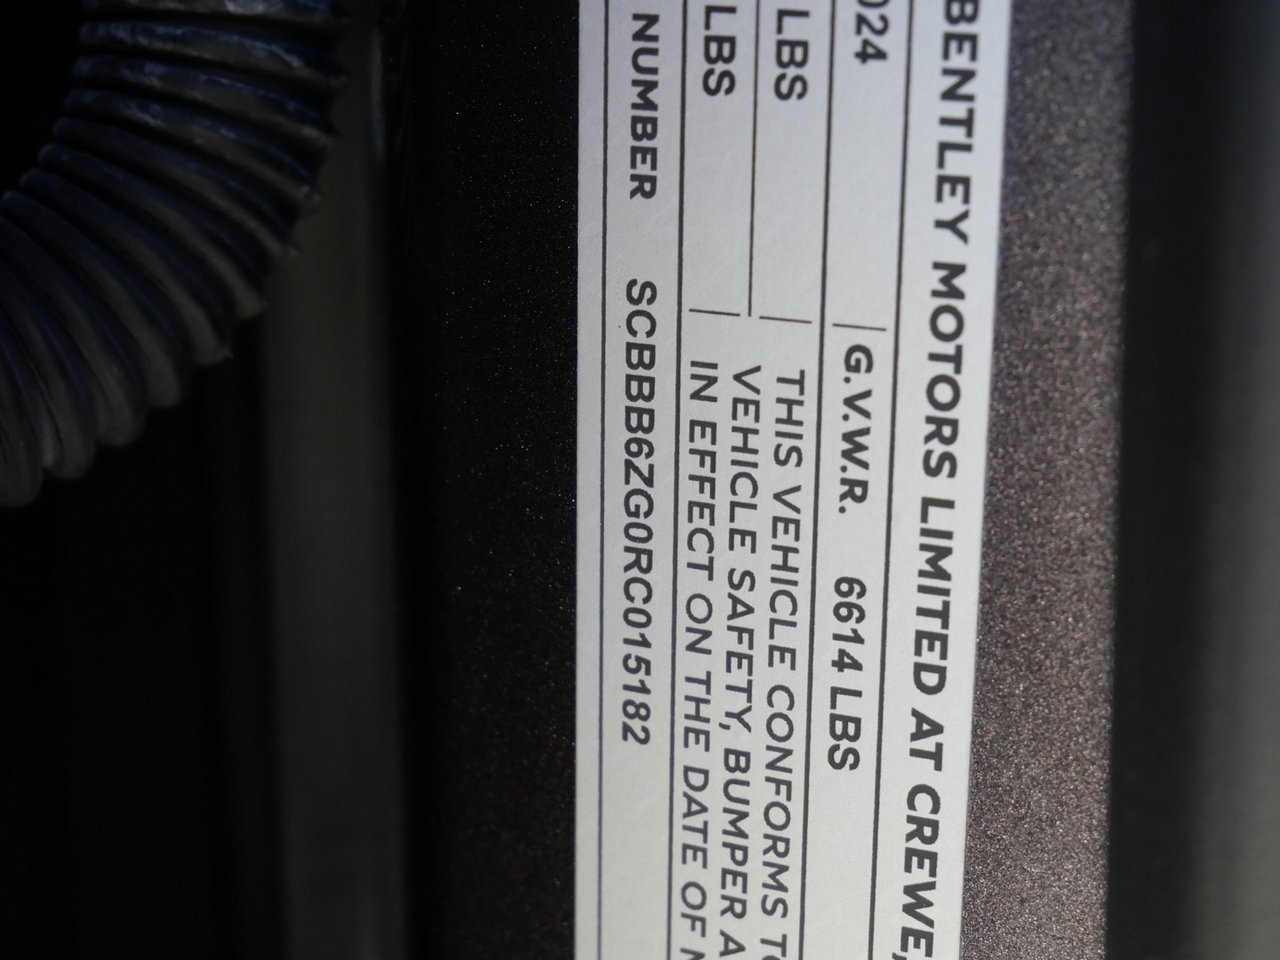 BENTLEY MOTORS LIMITED AT CREWE,
024 G.V.W.R. 6614 LBS
LBS THIS VEHICLE CONFORMS TO
VEHICLE SAFETY, BUMPER A
LBS IN EFFECT ON THE DATE OF
NUMBER SCBBB6ZG0RC015182